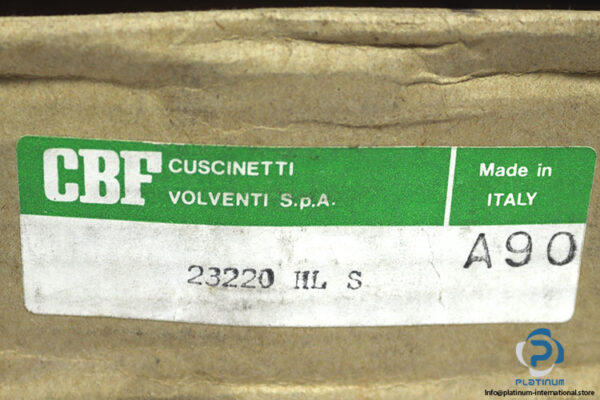 CBF CUSCINETTI
VOLVENTI S.p.A.
Made in
ITALY
A90
23220 HL S
PLATINUM
Info@platinum-international.store